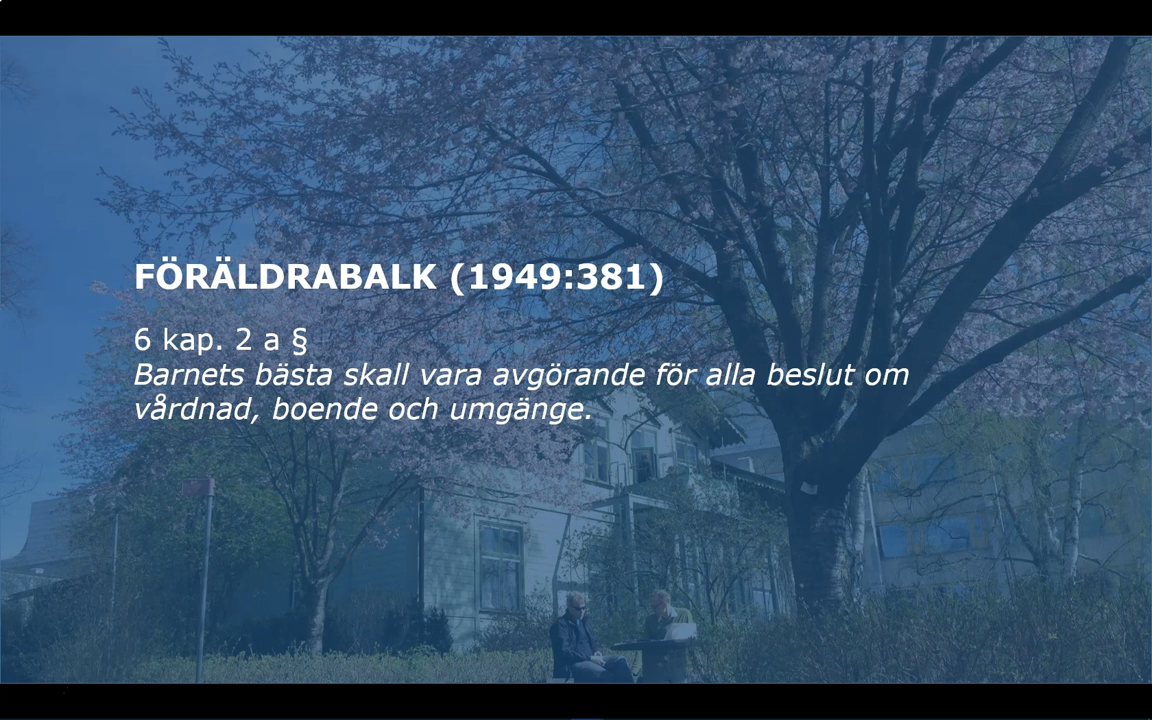 FÖRÄLDRABALK (1949:381)
6 kap. 2 a §
Barnets bästa skall vara avgörande för alla beslut om
vårdnad, boende och umgänge.